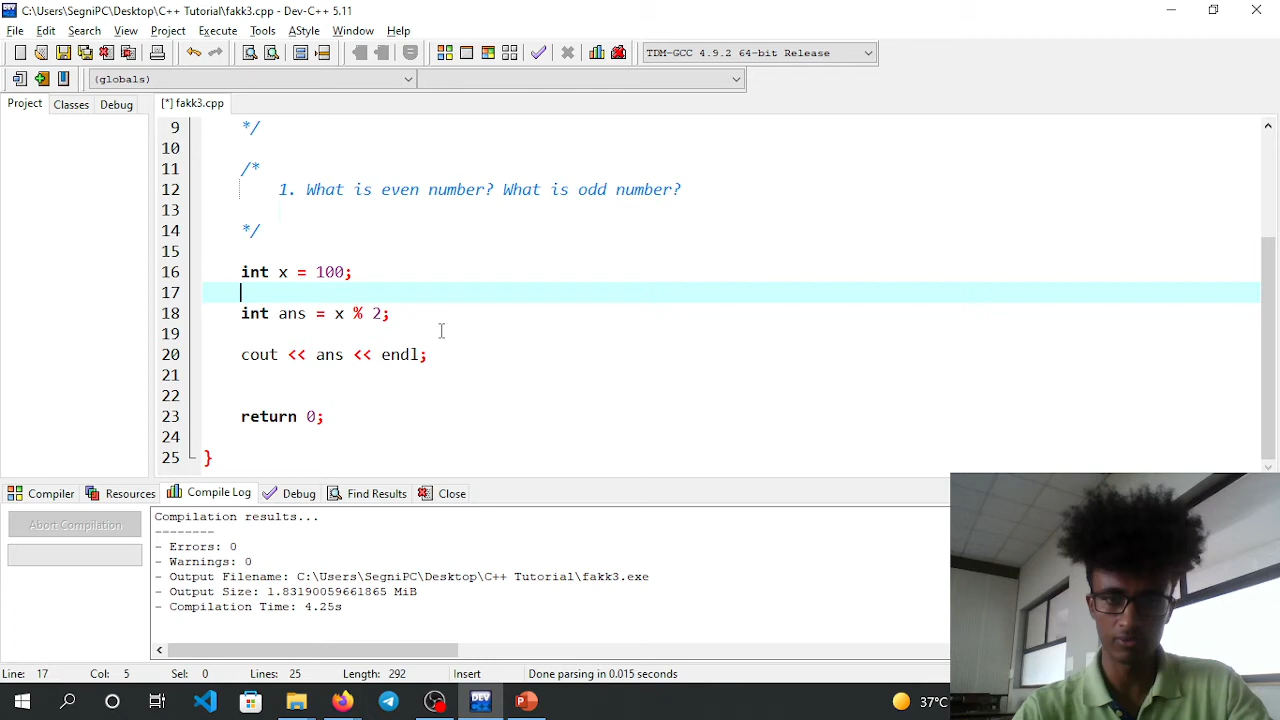 C:\Users\SegniPC\Desktop\C++ Tutorial\fakk3.cpp - Dev-C++ 5.11
File Edit Search View Project Execute Tools AStyle Window Help
TDM-GCC 4.9.2 64-bit Release
(globals)
Project Classes Debug [*] fakk3.cpp
9 */
10
11 /*
12 1. What is even number? What is odd number?
13
14 */
15
16 int x = 100;
17
18 int ans = x % 2;
19
20 cout << ans << endl;
21
22
23 return 0;
24
25 }
Compiler Resources Compile Log Debug Find Results Close
Abort Compilation
Compilation results...
--------
- Errors: 0
- Warnings: 0
- Output Filename: C:\Users\SegniPC\Desktop\C++ Tutorial\fakk3.exe
- Output Size: 1.83190059661865 MiB
- Compilation Time: 4.25s
Line: 17 Col: 5 Sel: 0 Lines: 25 Length: 292 Insert Done parsing in 0.015 seconds
DEV
37°C